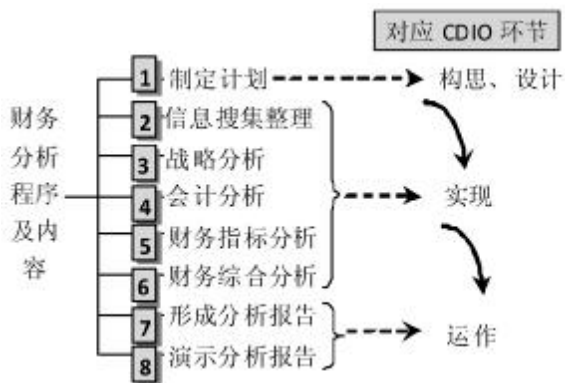 对应 CDIO 环节
财务
分析
程序
及内
容
1 制定计划
2 信息搜集整理
3 战略分析
4 会计分析
5 财务指标分析
6 财务综合分析
7 形成分析报告
8 演示分析报告
构思、设计
实现
运作